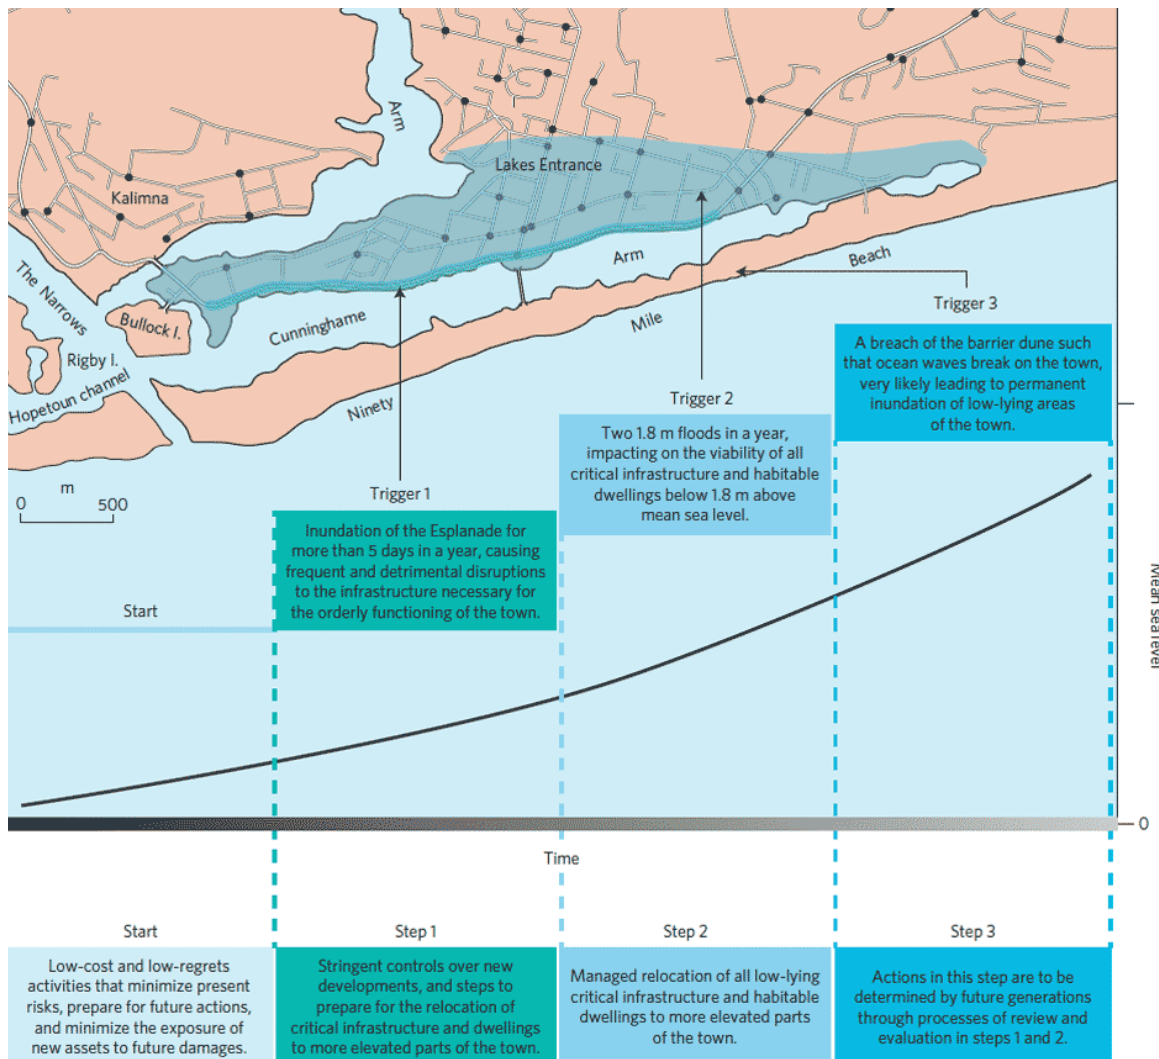 Arm
Lakes Entrance
Kalimna
The Narrows
Bullock I.
Rigby I.
Hopetoun channel
Cunninghame
Arm
Ninety
Mile
Beach
m
0 500
Trigger 3
A breach of the barrier dune such
that ocean waves break on the town,
very likely leading to permanent
inundation of low-lying areas
of the town.
Trigger 2
Two 1.8 m floods in a year,
impacting on the viability of all
critical infrastructure and habitable
dwellings below 1.8 m above
mean sea level.
Trigger 1
Inundation of the Esplanade for
more than 5 days in a year, causing
frequent and detrimental disruptions
to the infrastructure necessary for
the orderly functioning of the town.
Start
Mean sea level
0
Time
Start
Low-cost and low-regrets
activities that minimize present
risks, prepare for future actions,
and minimize the exposure of
new assets to future damages.
Step 1
Stringent controls over new
developments, and steps to
prepare for the relocation of
critical infrastructure and dwellings
to more elevated parts of the town.
Step 2
Managed relocation of all low-lying
critical infrastructure and habitable
dwellings to more elevated parts
of the town.
Step 3
Actions in this step are to be
determined by future generations
through processes of review and
evaluation in steps 1 and 2.